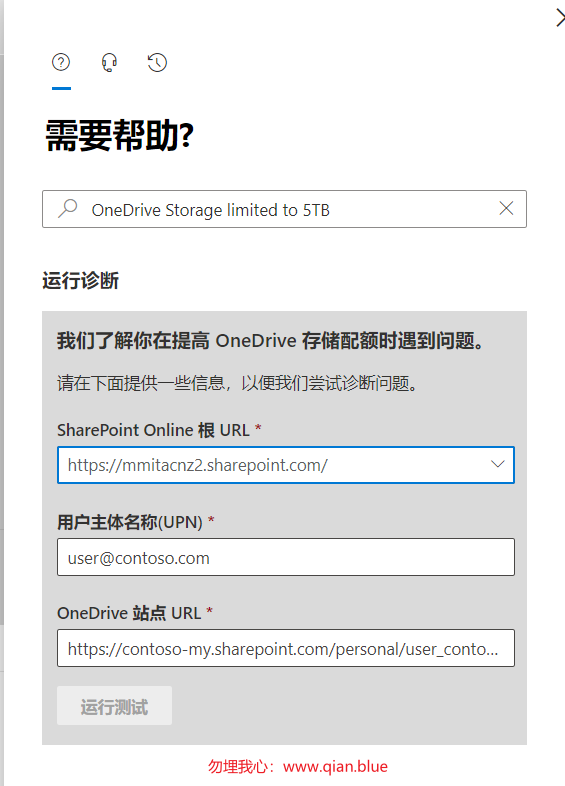 需要帮助?
OneDrive Storage limited to 5TB
运行诊断
我们了解你在提高 OneDrive 存储配额时遇到问题。
请在下面提供一些信息，以便我们尝试诊断问题。
SharePoint Online 根 URL *
https://mmitacnz2.sharepoint.com/
用户主体名称(UPN) *
user@contoso.com
OneDrive 站点 URL *
https://contoso-my.sharepoint.com/personal/user_conto...
运行测试
勿埋我心：www.qian.blue